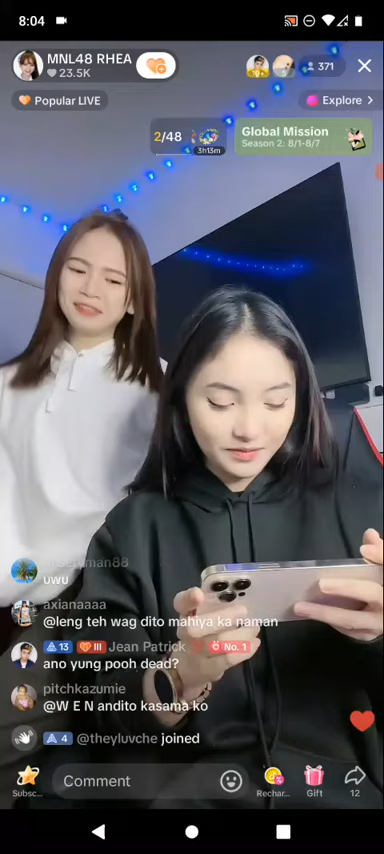 8:04
MNL48 RHEA
23.5K
371
Popular LIVE
Explore >
2/48
3h13m
Global Mission
Season 2: 8/1-8/7
uwu
axianaaaa
@leng teh wag dito mahiya ka naman
13 III Jean Patrick No. 1
ano yung pooh dead?
pitchkazumie
@W E N andito kasama ko
4 @theyluvche joined
Subsc...
Comment
Rechar...
Gift
12